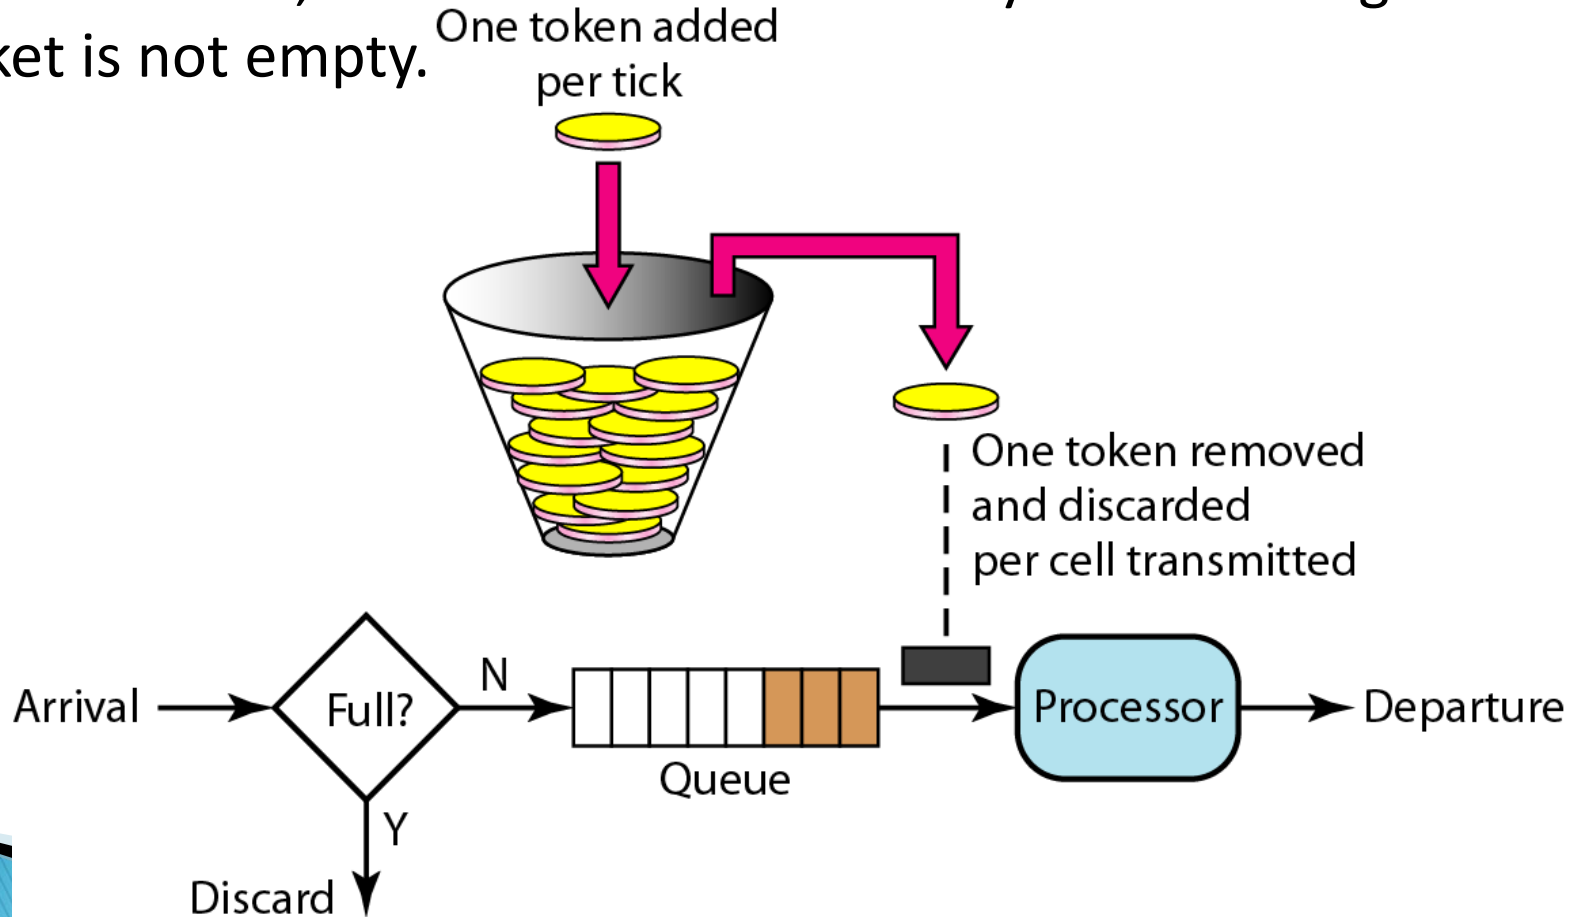 ket is not empty.
One token added
per tick
One token removed
and discarded
per cell transmitted
Arrival
Full?
N
Queue
Processor
Departure
Y
Discard